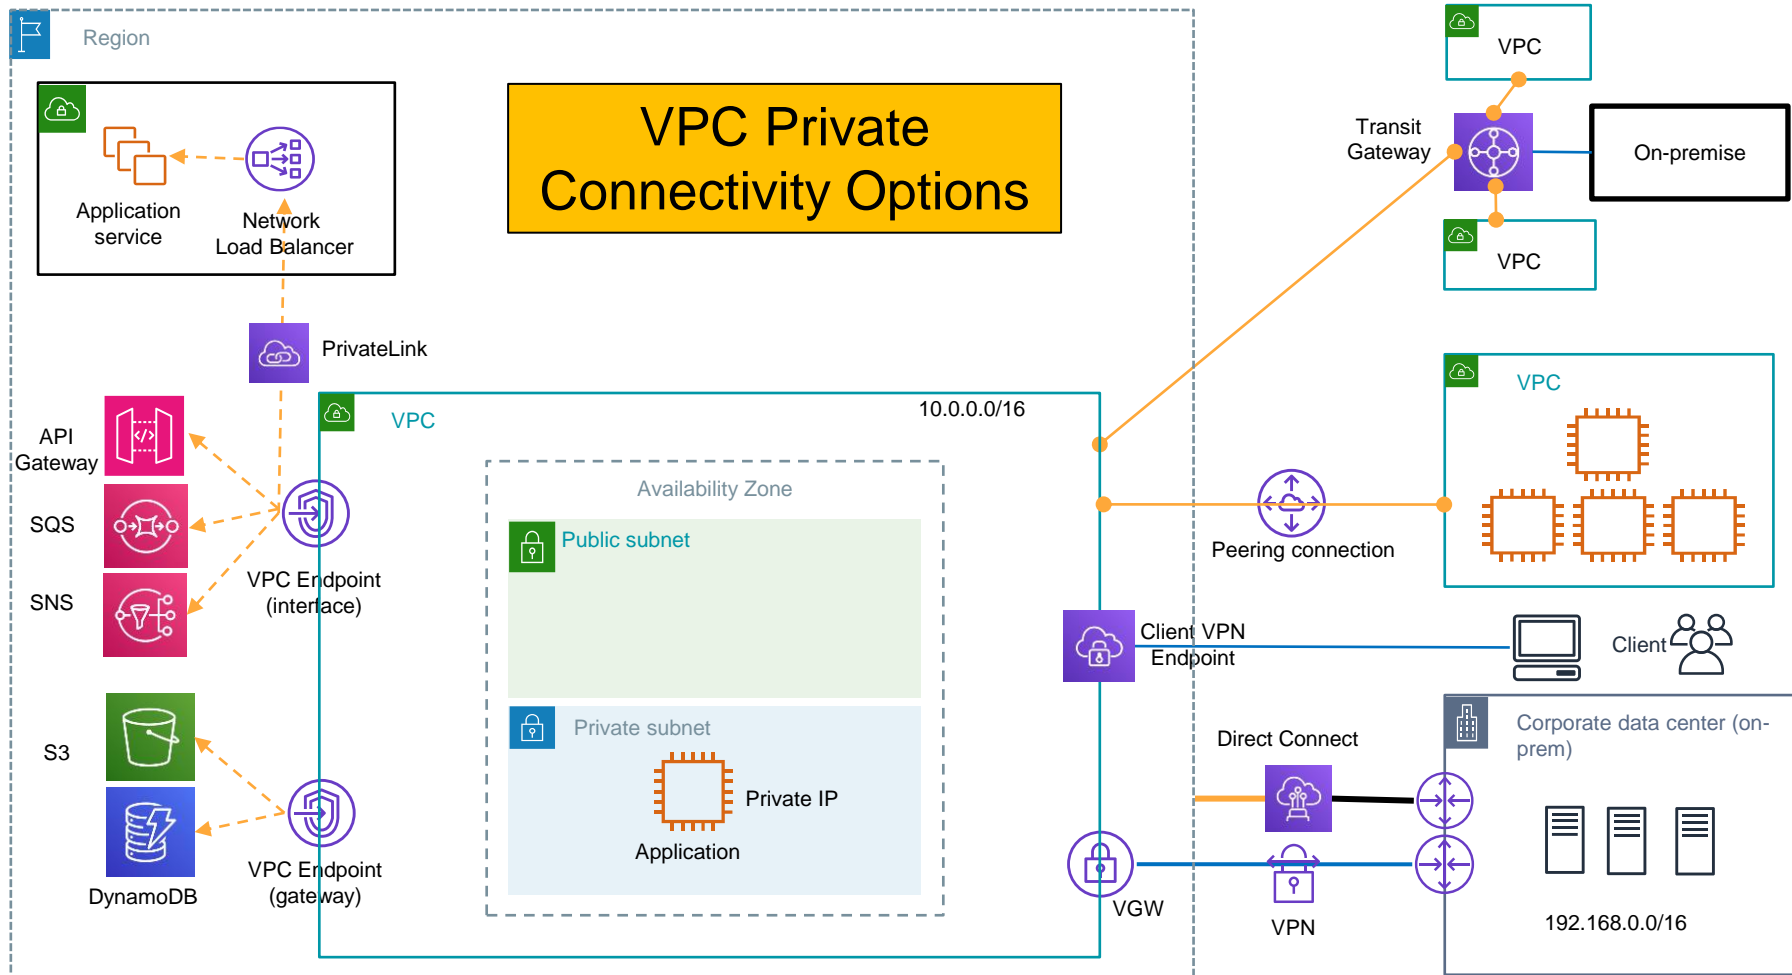 Region
VPC Private
Connectivity Options
Application
service
Network
Load Balancer
PrivateLink
API
Gateway
SQS
SNS
VPC Endpoint
(interface)
S3
DynamoDB
VPC Endpoint
(gateway)
VPC
10.0.0.0/16
Availability Zone
Public subnet
Private subnet
Private IP
Application
VPC
Transit
Gateway
On-premise
VPC
VPC
Peering connection
Client VPN
Endpoint
Client
Direct Connect
Corporate data center (on-
prem)
VGW
VPN
192.168.0.0/16